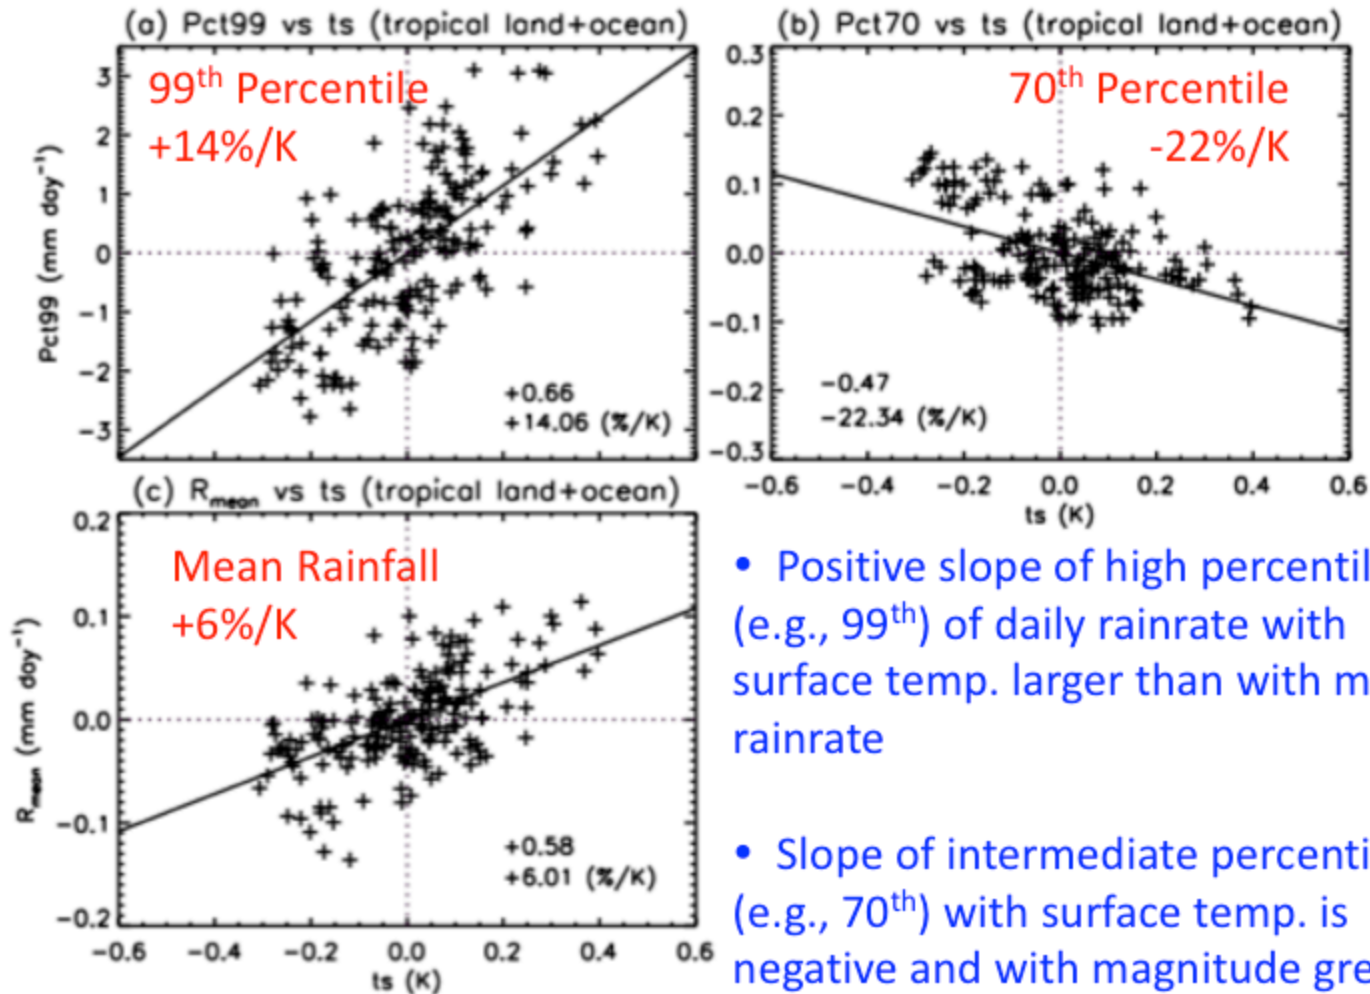 (a) Pct99 vs ts (tropical land+ocean)
99th Percentile
+14%/K
3
2
1
0
−1
−2
−3
Pct99 (mm day−1)
+0.66
+14.06 (%/K)
(b) Pct70 vs ts (tropical land+ocean)
70th Percentile
-22%/K
0.3
0.2
0.1
0.0
−0.1
−0.2
−0.3
−0.47
−22.34 (%/K)
−0.6 −0.4 −0.2 0.0 0.2 0.4 0.6
ts (K)
(c) Rmean vs ts (tropical land+ocean)
Mean Rainfall
+6%/K
0.2
0.1
0.0
−0.1
−0.2
Rmean (mm day−1)
+0.58
+6.01 (%/K)
−0.6 −0.4 −0.2 0.0 0.2 0.4 0.6
ts (K)
• Positive slope of high percentil
(e.g., 99th) of daily rainrate with
surface temp. larger than with m
rainrate
• Slope of intermediate percenti
(e.g., 70th) with surface temp. is
negative and with magnitude gre